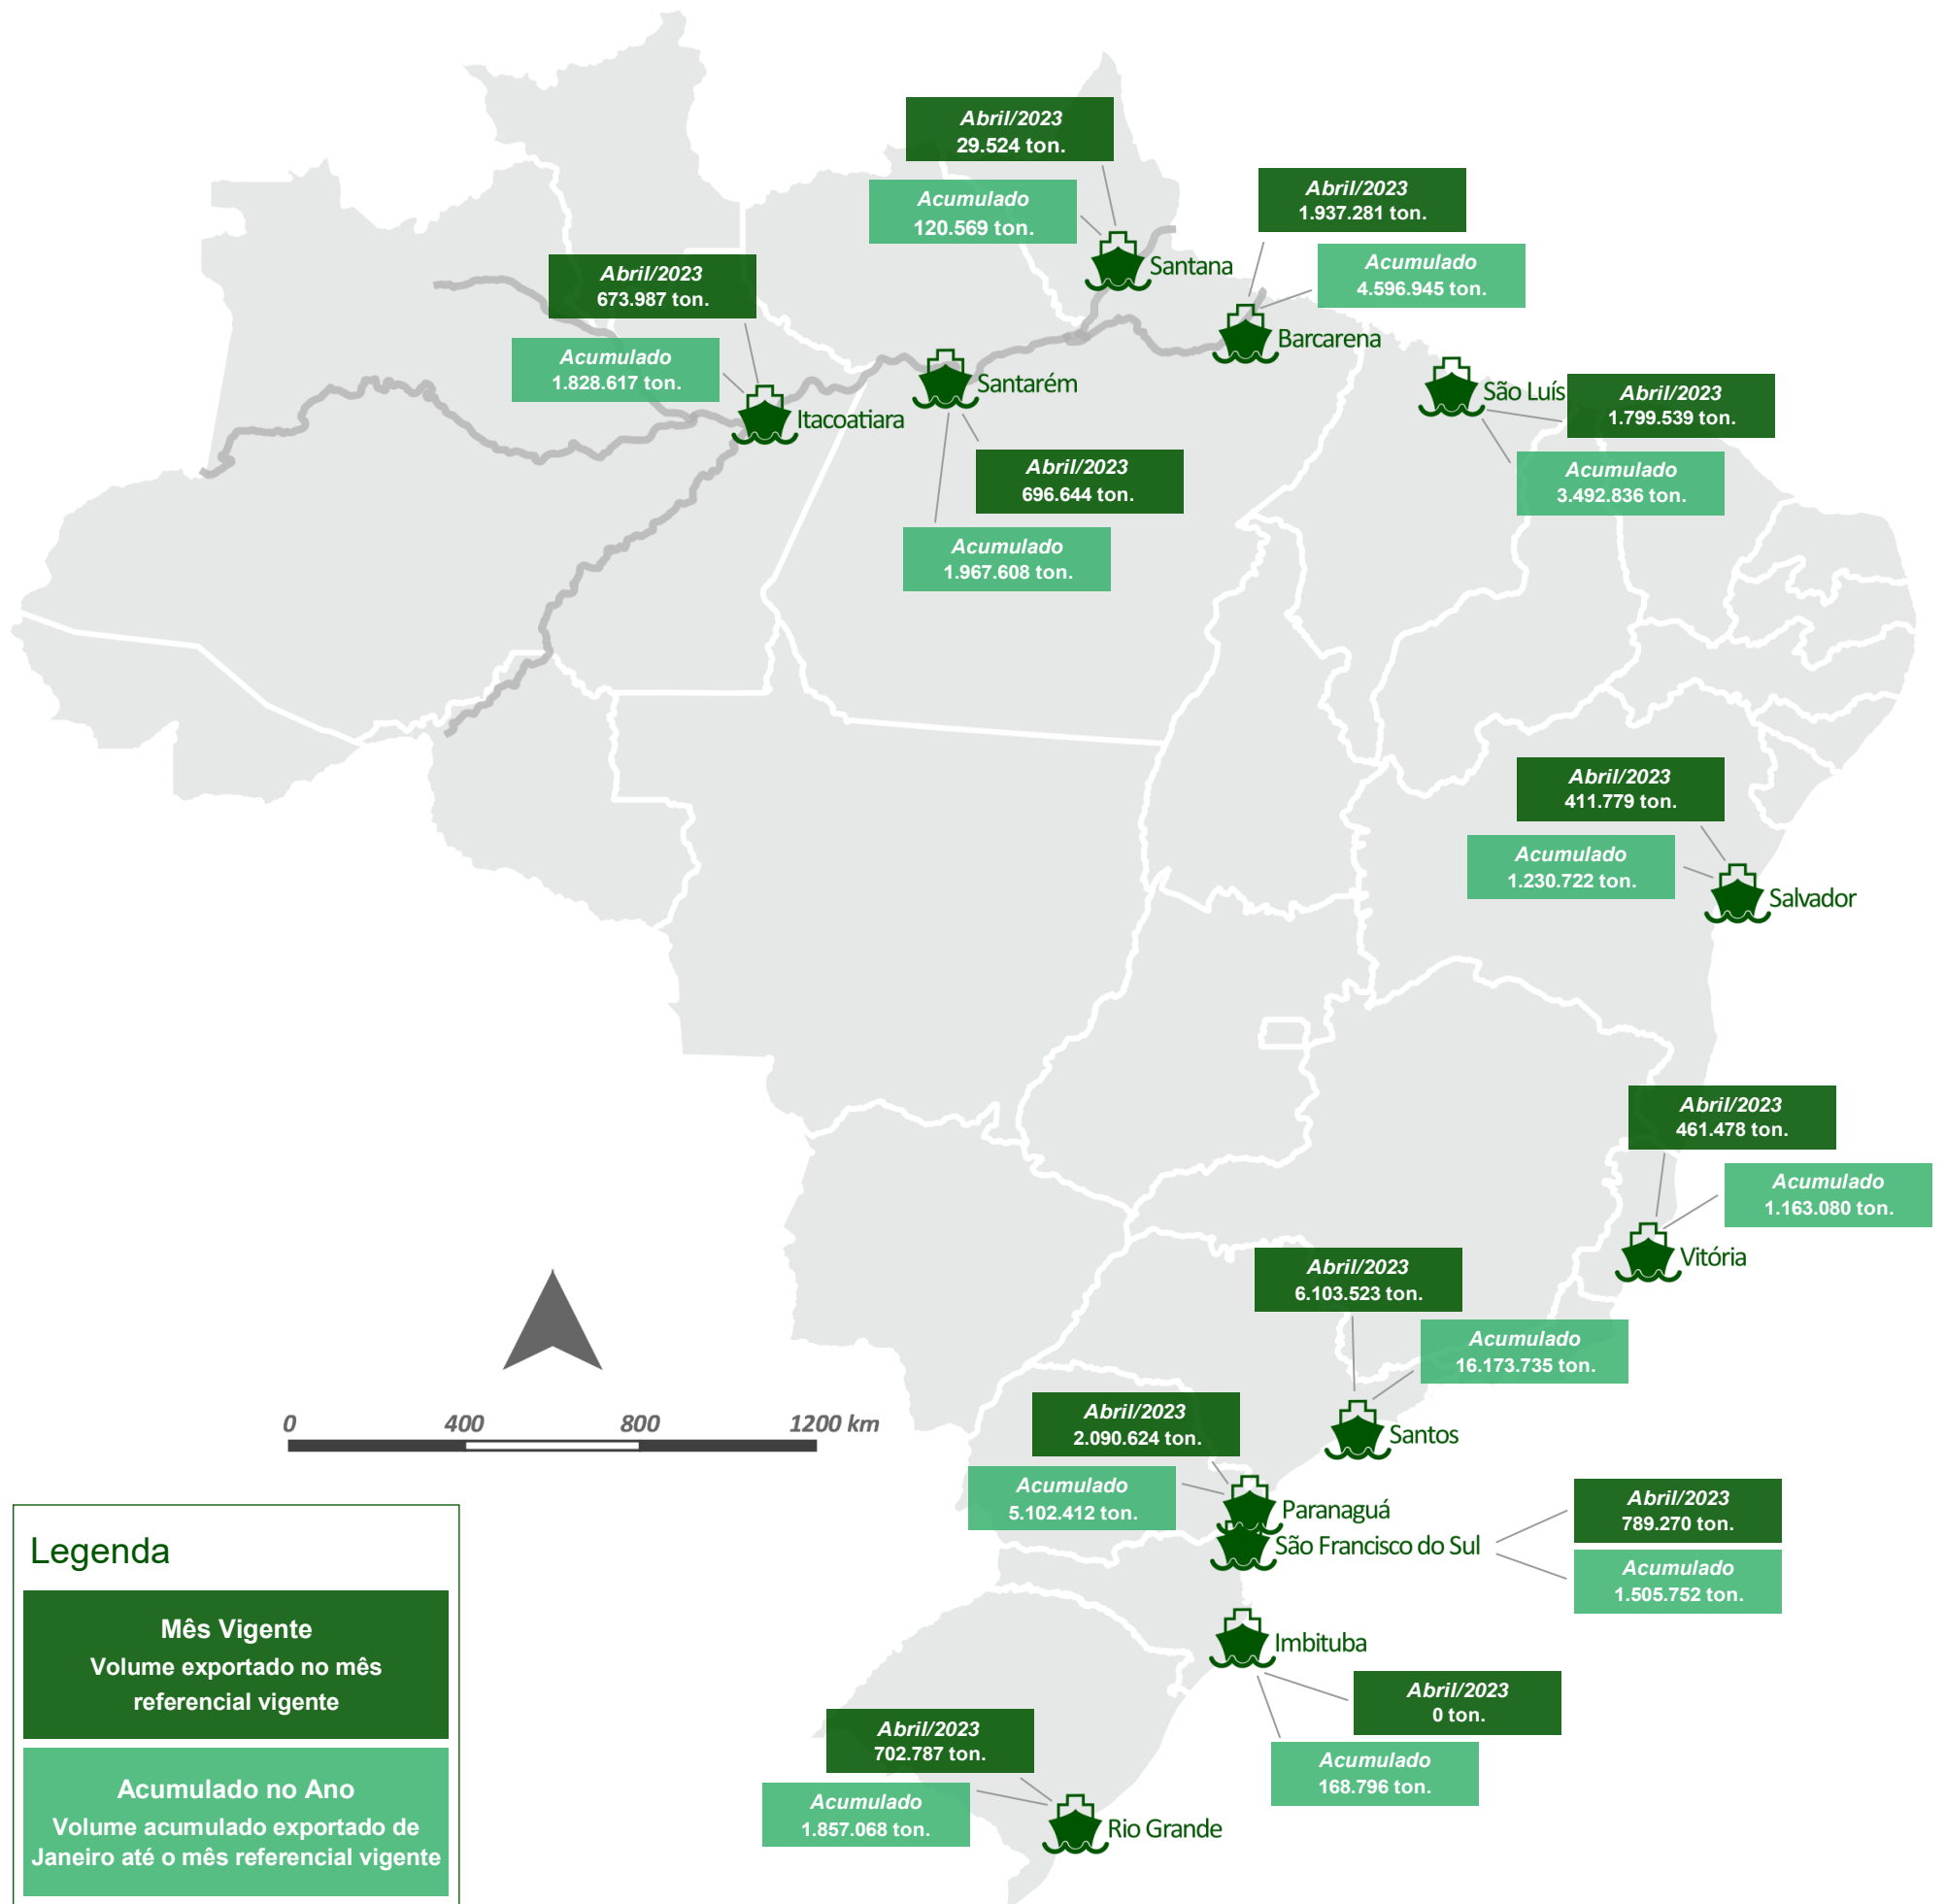 Abril/2023
29.524 ton.
Acumulado
120.569 ton.
Santana
Abril/2023
1.937.281 ton.
Acumulado
4.596.945 ton.
Barcarena
Abril/2023
673.987 ton.
Acumulado
1.828.617 ton.
Itacoatiara
Santarém
Abril/2023
696.644 ton.
Acumulado
1.967.608 ton.
São Luís
Abril/2023
1.799.539 ton.
Acumulado
3.492.836 ton.
Abril/2023
411.779 ton.
Acumulado
1.230.722 ton.
Salvador
Abril/2023
461.478 ton.
Acumulado
1.163.080 ton.
Vitória
Abril/2023
6.103.523 ton.
Acumulado
16.173.735 ton.
Santos
Abril/2023
2.090.624 ton.
Acumulado
5.102.412 ton.
Paranaguá
São Francisco do Sul
Abril/2023
789.270 ton.
Acumulado
1.505.752 ton.
Imbituba
Abril/2023
0 ton.
Acumulado
168.796 ton.
Abril/2023
702.787 ton.
Acumulado
1.857.068 ton.
Rio Grande
0 400 800 1200 km
Legenda
Mês Vigente
Volume exportado no mês
referencial vigente
Acumulado no Ano
Volume acumulado exportado de
Janeiro até o mês referencial vigente